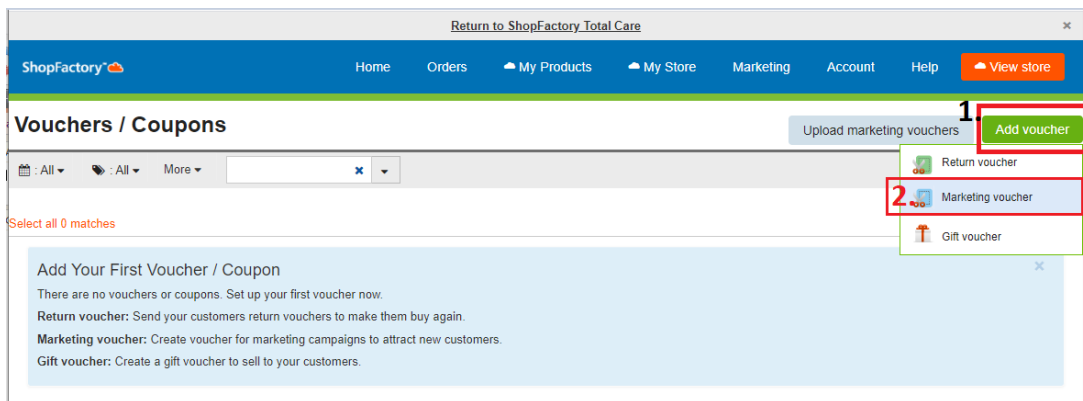 Return to ShopFactory Total Care ×
ShopFactory Home Orders My Products My Store Marketing Account Help View store
Vouchers / Coupons Upload marketing vouchers 1. Add voucher
: All : All More ×
Return voucher
2. Marketing voucher
Gift voucher
Select all 0 matches
Add Your First Voucher / Coupon ×
There are no vouchers or coupons. Set up your first voucher now.
Return voucher: Send your customers return vouchers to make them buy again.
Marketing voucher: Create voucher for marketing campaigns to attract new customers.
Gift voucher: Create a gift voucher to sell to your customers.